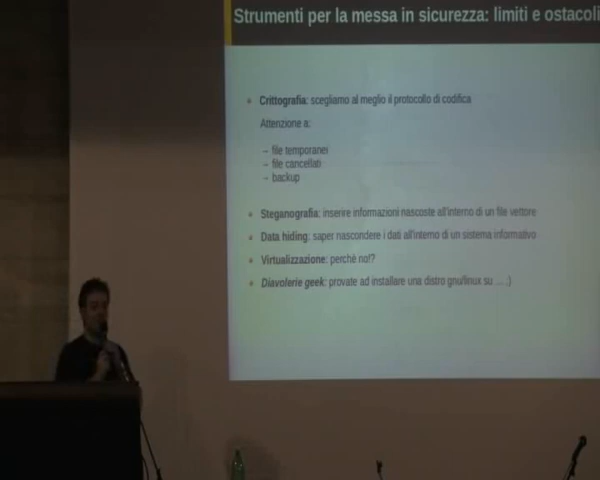 Strumenti per la messa in sicurezza: limiti e ostacoli
Crittografia: scegliamo al meglio il protocollo di codifica
Attenzione a:
– file temporanei
– file cancellati
– backup
Steganografia: inserire informazioni nascoste all'interno di un file vettore
Data hiding: saper nascondere i dati all'interno di un sistema informativo
Virtualizzazione: perché no!?
Diavolerie geek: provate ad installare una distro gnu/linux su ... ;)